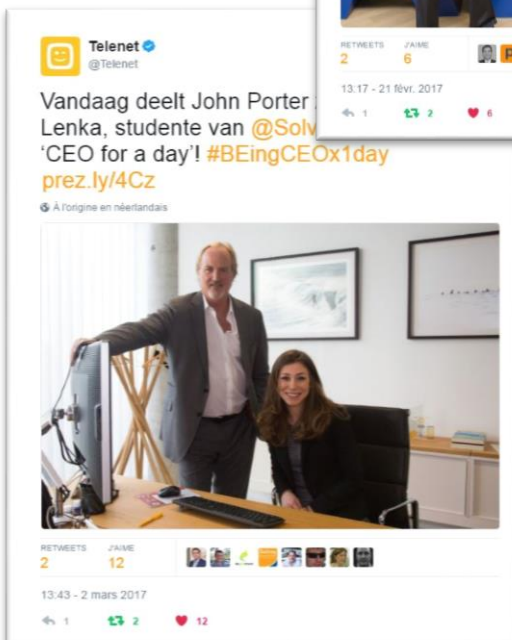 Telenet
@Telenet
Vandaag deelt John Porter
Lenka, studente van @Solv
‘CEO for a day’! #BEingCEOx1day
prez.ly/4Cz
À l'origine en néerlandais
RETWEETS J'AIME
2 12
13:43 - 2 mars 2017
1 2 12
RETWEETS J'AIME
2 6
13:17 - 21 févr. 2017
1 2 6